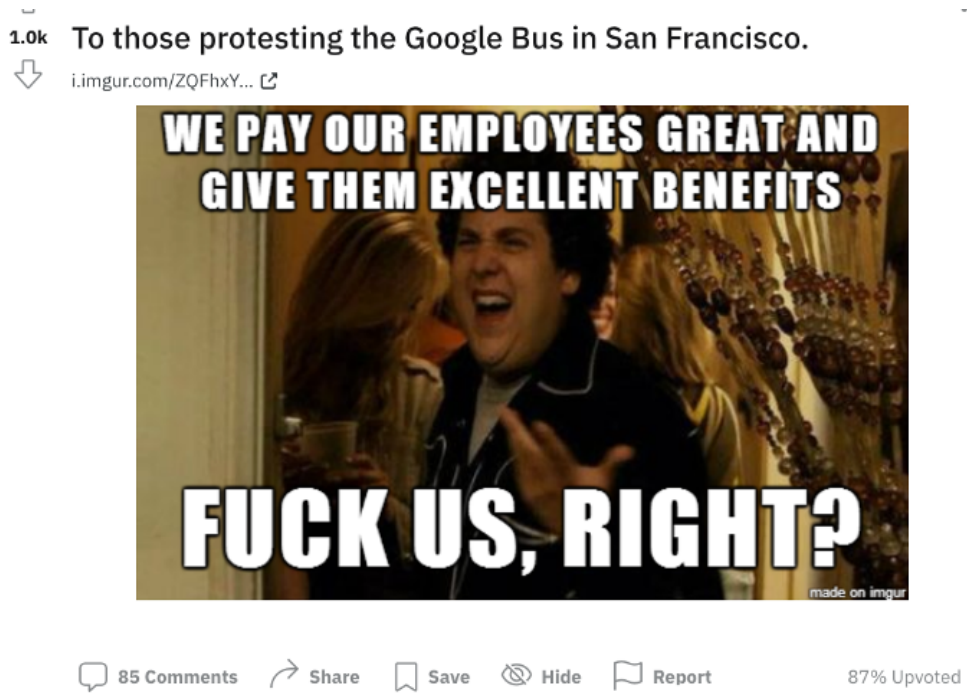 1.0k
To those protesting the Google Bus in San Francisco.
i.imgur.com/ZQFhxY...
WE PAY OUR EMPLOYEES GREAT AND
GIVE THEM EXCELLENT BENEFITS
FUCK US, RIGHT?
made on imgur
85 Comments Share Save Hide Report 87% Upvoted